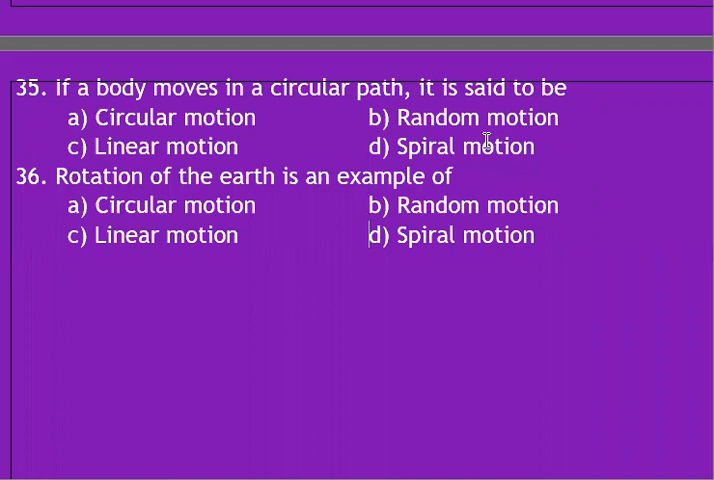 35. If a body moves in a circular path, it is said to be
a) Circular motion b) Random motion
c) Linear motion d) Spiral motion
36. Rotation of the earth is an example of
a) Circular motion b) Random motion
c) Linear motion d) Spiral motion